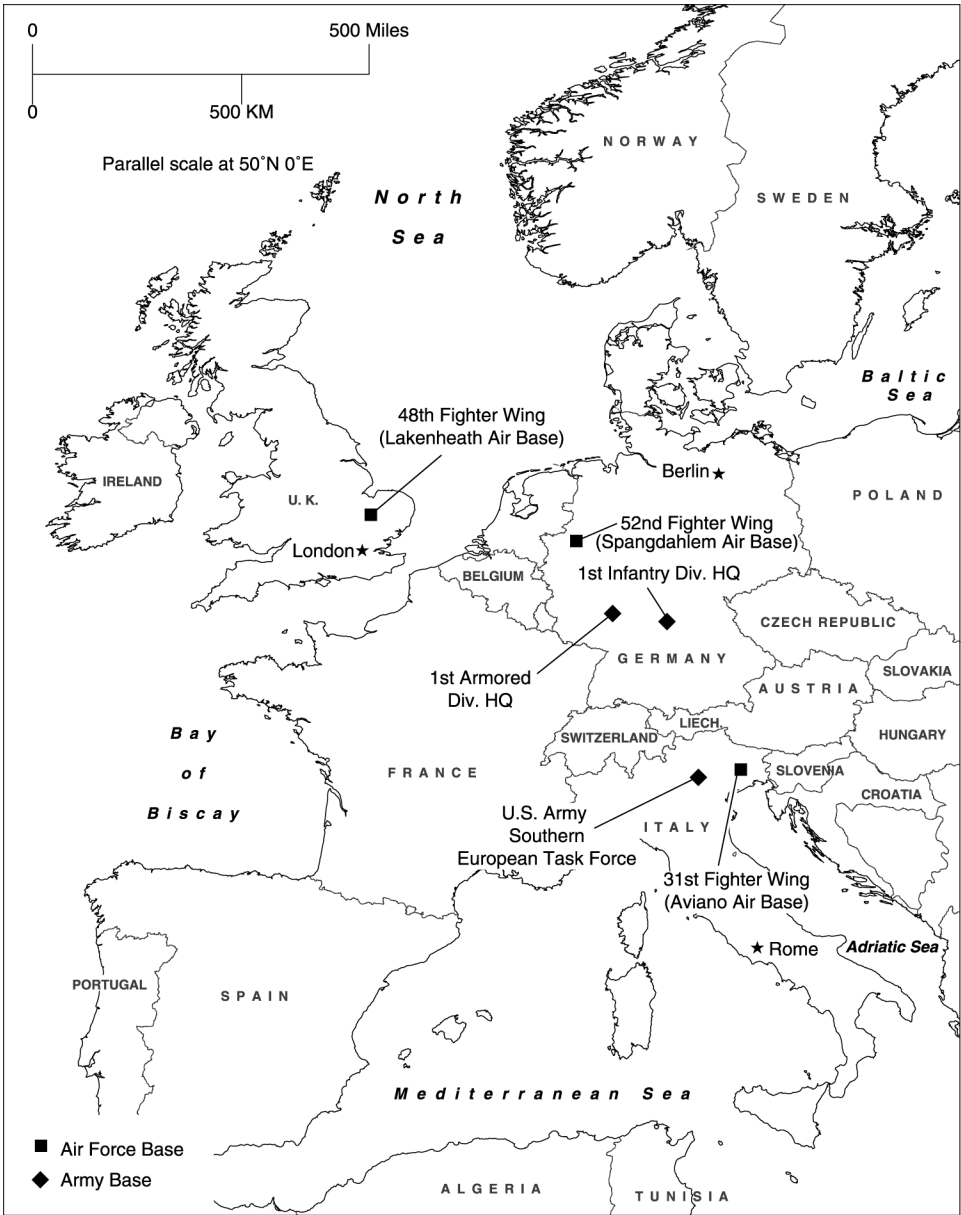 0 500 Miles
0 500 KM
Parallel scale at 50˚N 0˚E
NORWAY
North
Sea
SWEDEN
Baltic
Sea
48th Fighter Wing
(Lakenheath Air Base)
IRELAND
U.K.
Berlin
POLAND
London
52nd Fighter Wing
(Spangdahlem Air Base)
BELGIUM
1st Infantry Div. HQ
CZECH REPUBLIC
GERMANY
1st Armored
Div. HQ
SLOVAKIA
AUSTRIA
LIECH.
SWITZERLAND
HUNGARY
Bay
of
Biscay
FRANCE
SLOVENIA
CROATIA
U.S. Army
Southern
European Task Force
ITALY
31st Fighter Wing
(Aviano Air Base)
Rome
Adriatic Sea
PORTUGAL
SPAIN
Mediterranean Sea
Air Force Base
Army Base
ALGERIA
TUNISIA